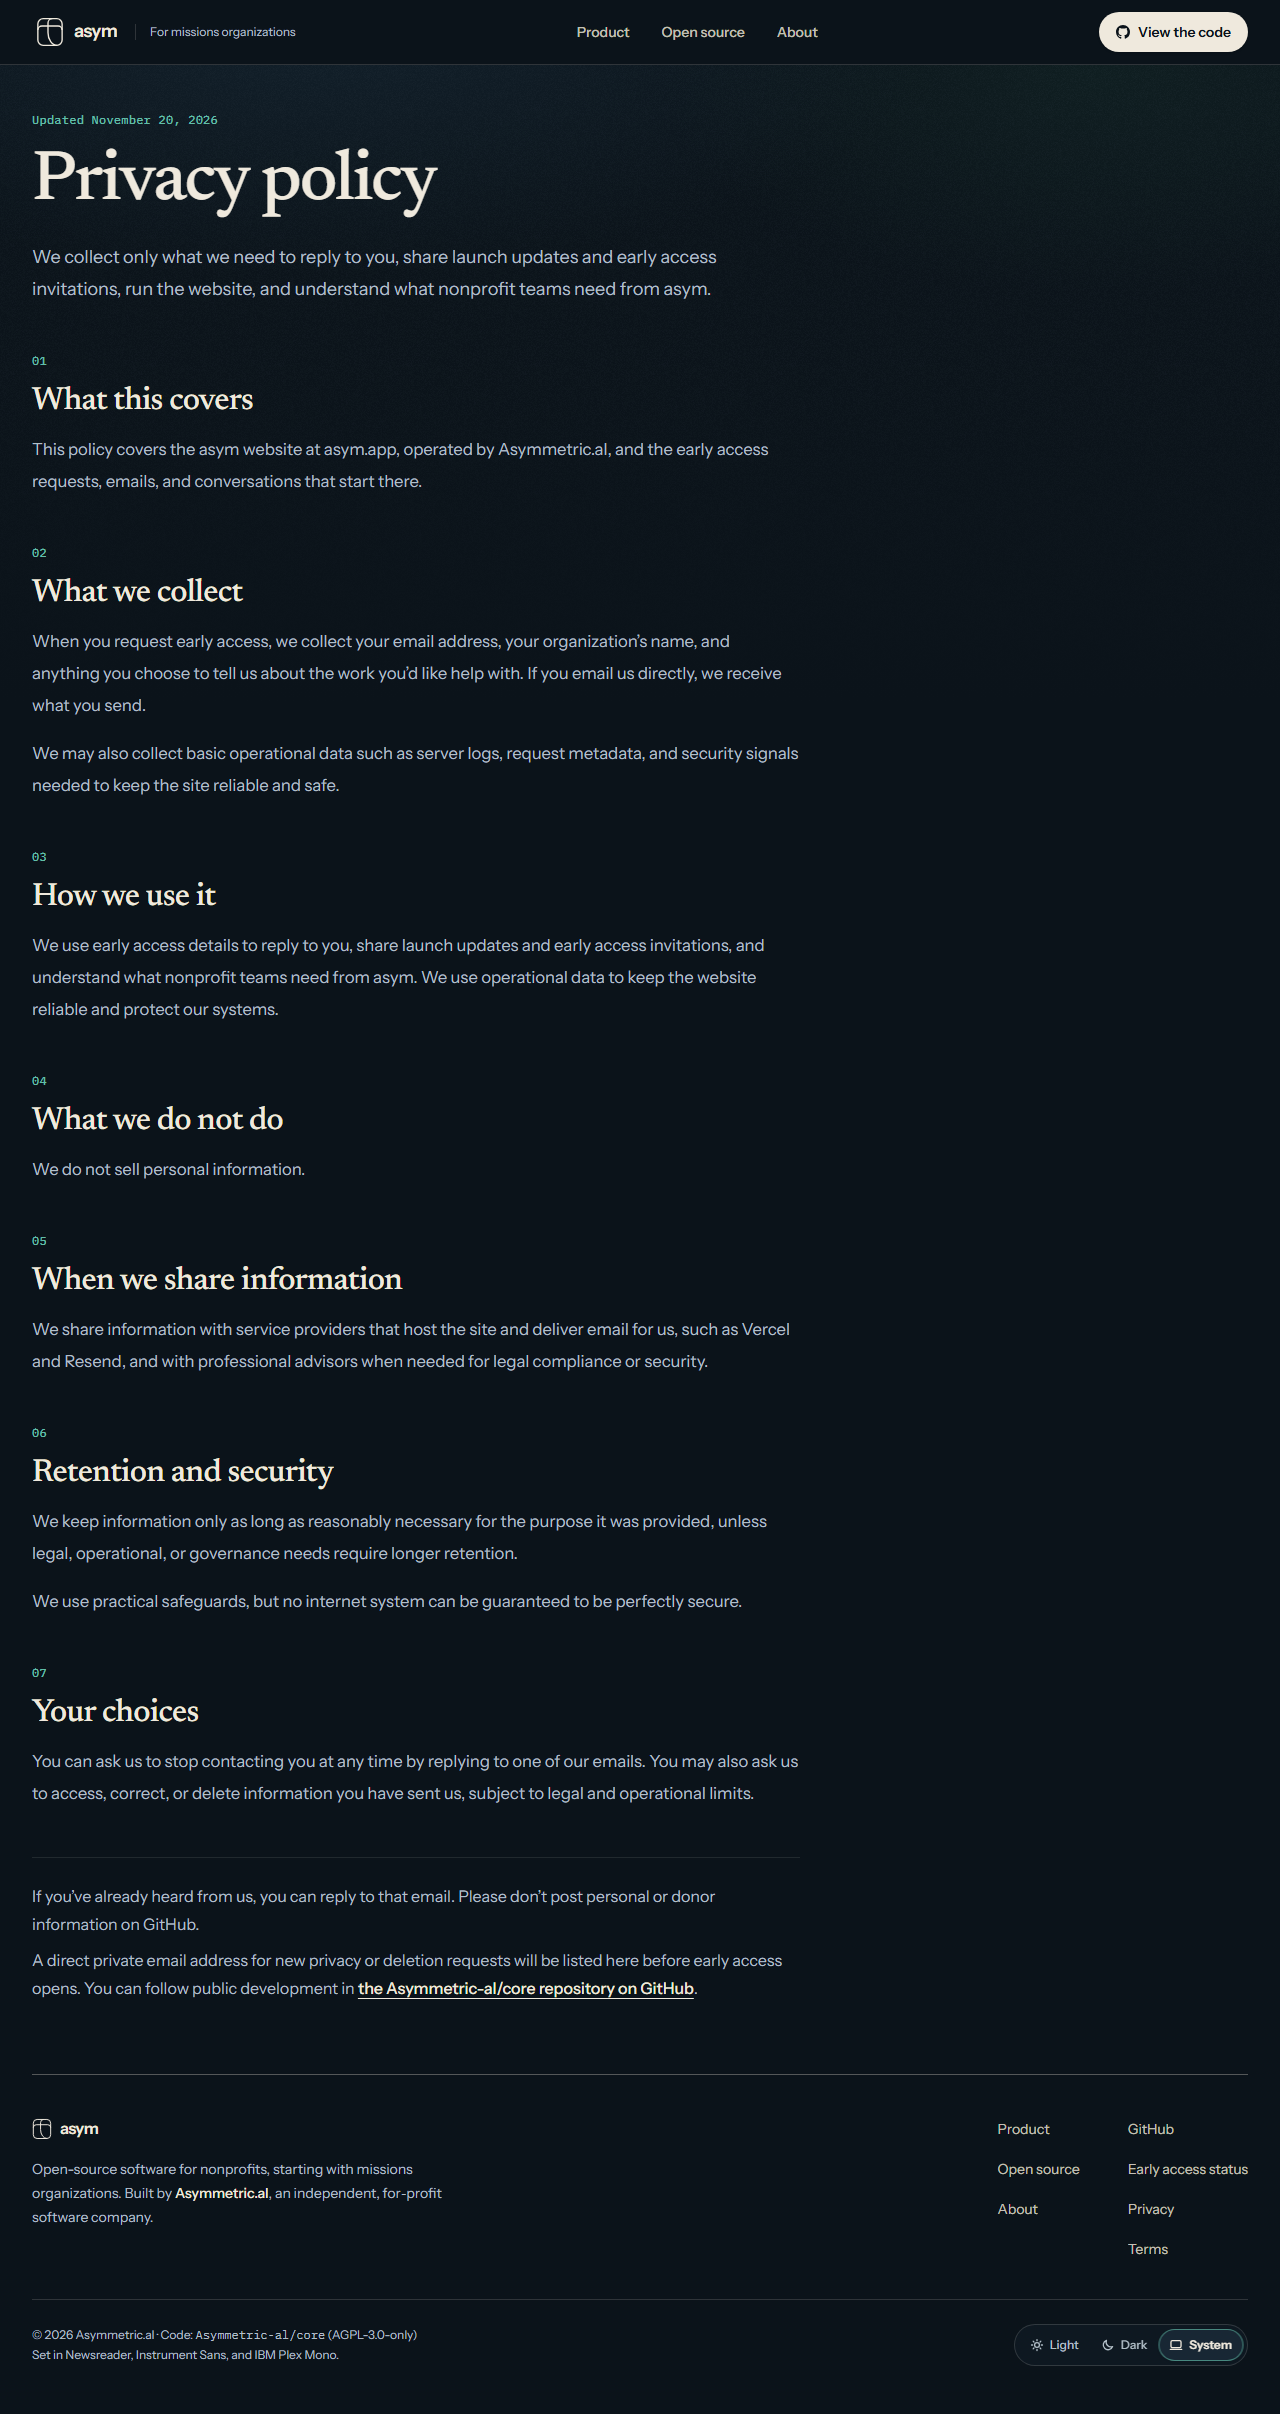 asym
For missions organizations
Product
Open source
About
View the code
Updated November 20, 2026
Privacy policy
We collect only what we need to reply to you, share launch updates and early access
invitations, run the website, and understand what nonprofit teams need from asym.
01
What this covers
This policy covers the asym website at asym.app, operated by Asymmetric.al, and the early access
requests, emails, and conversations that start there.
02
What we collect
When you request early access, we collect your email address, your organization’s name, and
anything you choose to tell us about the work you’d like help with. If you email us directly, we receive
what you send.
We may also collect basic operational data such as server logs, request metadata, and security signals
needed to keep the site reliable and safe.
03
How we use it
We use early access details to reply to you, share launch updates and early access invitations, and
understand what nonprofit teams need from asym. We use operational data to keep the website
reliable and protect our systems.
04
What we do not do
We do not sell personal information.
05
When we share information
We share information with service providers that host the site and deliver email for us, such as Vercel
and Resend, and with professional advisors when needed for legal compliance or security.
06
Retention and security
We keep information only as long as reasonably necessary for the purpose it was provided, unless
legal, operational, or governance needs require longer retention.
We use practical safeguards, but no internet system can be guaranteed to be perfectly secure.
07
Your choices
You can ask us to stop contacting you at any time by replying to one of our emails. You may also ask us
to access, correct, or delete information you have sent us, subject to legal and operational limits.
If you’ve already heard from us, you can reply to that email. Please don’t post personal or donor
information on GitHub.
A direct private email address for new privacy or deletion requests will be listed here before early access
opens. You can follow public development in the Asymmetric-al/core repository on GitHub.
asym
Open-source software for nonprofits, starting with missions
organizations. Built by Asymmetric.al, an independent, for-profit
software company.
Product
Open source
About
GitHub
Early access status
Privacy
Terms
© 2026 Asymmetric.al · Code: Asymmetric-al/core (AGPL-3.0-only)
Set in Newsreader, Instrument Sans, and IBM Plex Mono.
Light
Dark
System